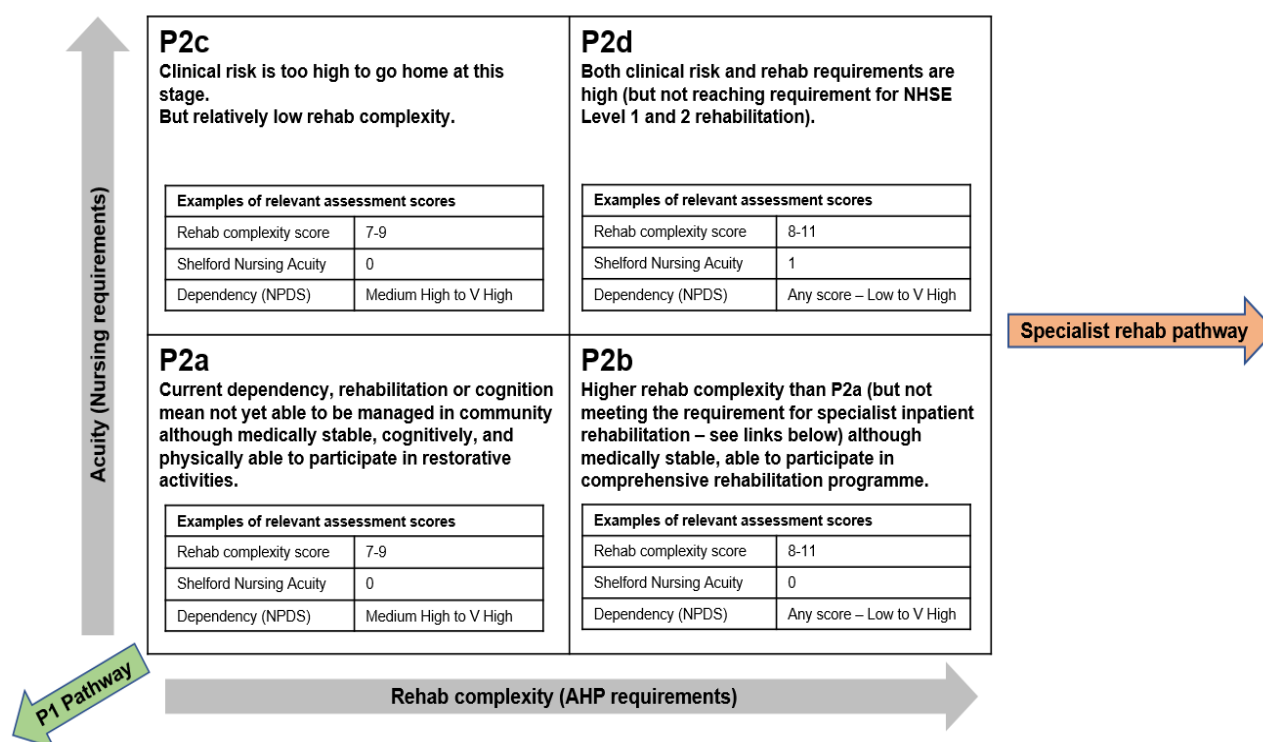 Acuity (Nursing requirements)
P2c
Clinical risk is too high to go home at this
stage.
But relatively low rehab complexity.
Examples of relevant assessment scores
Rehab complexity score 7-9
Shelford Nursing Acuity 0
Dependency (NPDS) Medium High to V High
P2d
Both clinical risk and rehab requirements are
high (but not reaching requirement for NHSE
Level 1 and 2 rehabilitation).
Examples of relevant assessment scores
Rehab complexity score 8-11
Shelford Nursing Acuity 1
Dependency (NPDS) Any score – Low to V High
P2a
Current dependency, rehabilitation or cognition
mean not yet able to be managed in community
although medically stable, cognitively, and
physically able to participate in restorative
activities.
Examples of relevant assessment scores
Rehab complexity score 7-9
Shelford Nursing Acuity 0
Dependency (NPDS) Medium High to V High
P2b
Higher rehab complexity than P2a (but not
meeting the requirement for specialist inpatient
rehabilitation – see links below) although
medically stable, able to participate in
comprehensive rehabilitation programme.
Examples of relevant assessment scores
Rehab complexity score 8-11
Shelford Nursing Acuity 0
Dependency (NPDS) Any score – Low to V High
Specialist rehab pathway
P1 Pathway
Rehab complexity (AHP requirements)